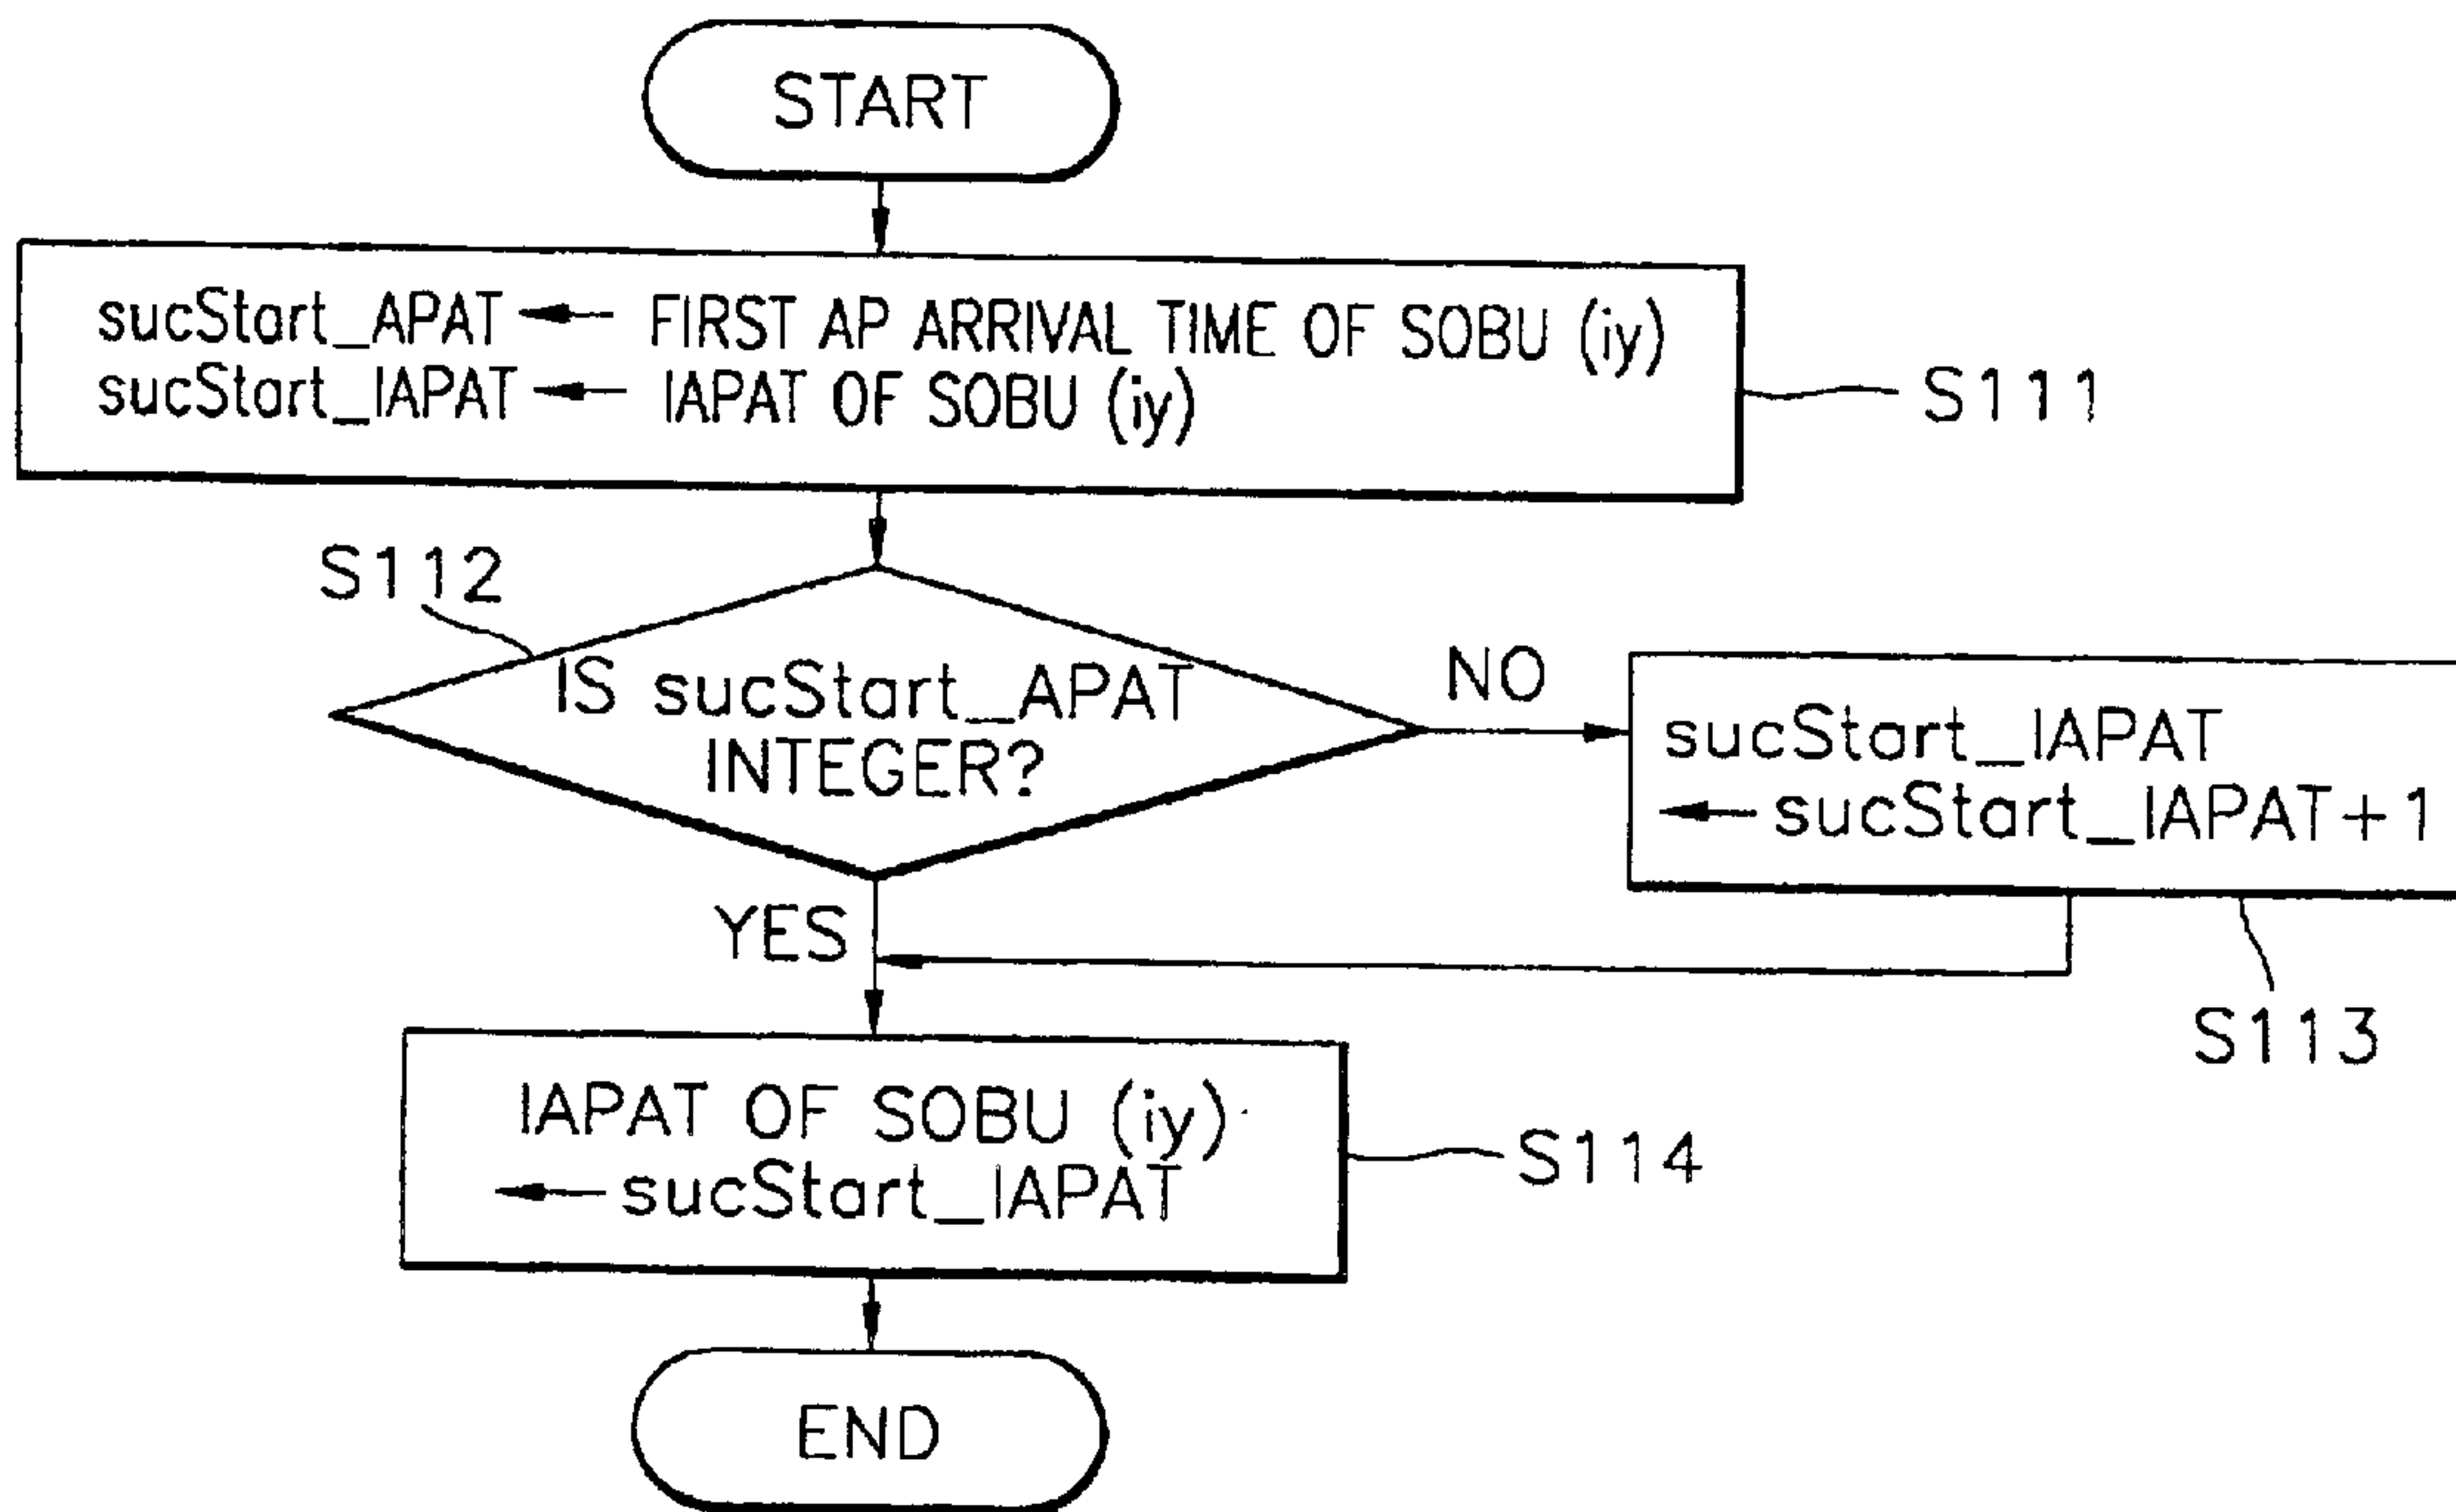 START
sucStart_APAT ← FIRST AP ARRIVAL TIME OF SOBU (iy)
sucStart_IAPAT ← IAPAT OF SOBU (iy)
S111
S112
IS sucStart_APAT
INTEGER?
NO
sucStart_IAPAT
← sucStart_IAPAT+1
YES
S113
IAPAT OF SOBU (iy)
← sucStart_IAPAT
S114
END